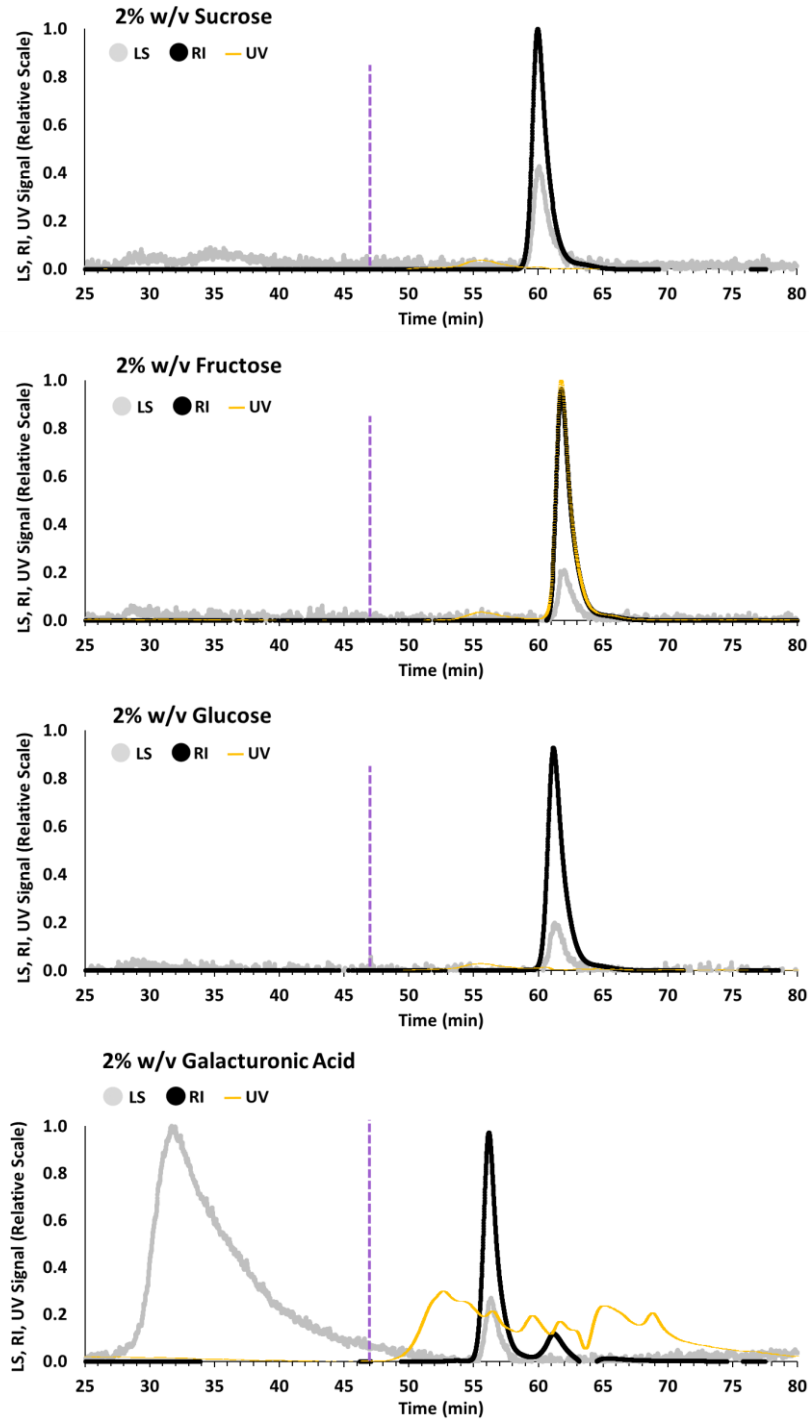 2% w/v Sucrose
LS RI UV
LS, RI, UV Signal (Relative Scale)
1.0
0.8
0.6
0.4
0.2
0.0
25 30 35 40 45 50 55 60 65 70 75 80
Time (min)
2% w/v Fructose
LS RI UV
LS, RI, UV Signal (Relative Scale)
1.0
0.8
0.6
0.4
0.2
0.0
25 30 35 40 45 50 55 60 65 70 75 80
Time (min)
2% w/v Glucose
LS RI UV
LS, RI, UV Signal (Relative Scale)
1.0
0.8
0.6
0.4
0.2
0.0
25 30 35 40 45 50 55 60 65 70 75 80
Time (min)
2% w/v Galacturonic Acid
LS RI UV
LS, RI, UV Signal (Relative Scale)
1.0
0.8
0.6
0.4
0.2
0.0
25 30 35 40 45 50 55 60 65 70 75 80
Time (min)